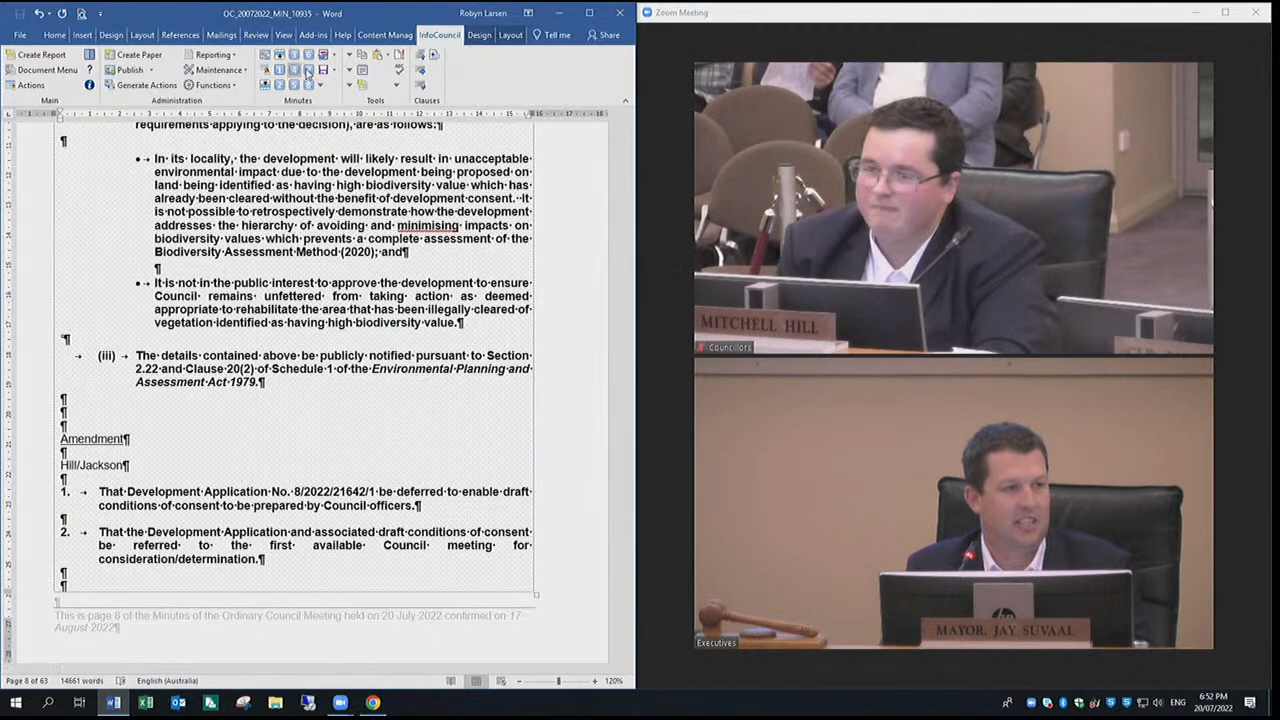 OC_20072022_MIN_10935 - Word
Robyn Larsen
Zoom Meeting
File Home Insert Design Layout References Mailings Review View Add-ins Help Content Manag InfoCouncil Design Layout Tell me Share
Create Report Create Paper Reporting
Document Menu Publish Maintenance
Actions Generate Actions Functions
Main Administration Minutes Tools Clauses
requirements applying to the decision), are as follows:¶
¶
In its locality, the development will likely result in unacceptable
environmental impact due to the development being proposed on
land being identified as having high biodiversity value which has
already been cleared without the benefit of development consent. It
is not possible to retrospectively demonstrate how the development
addresses the hierarchy of avoiding and minimising impacts on
biodiversity values which prevents a complete assessment of the
Biodiversity Assessment Method (2020); and¶
¶
It is not in the public interest to approve the development to ensure
Council remains unfettered from taking action as deemed
appropriate to rehabilitate the area that has been illegally cleared of
vegetation identified as having high biodiversity value.¶
¶
(iii) The details contained above be publicly notified pursuant to Section
2.22 and Clause 20(2) of Schedule 1 of the Environmental Planning and
Assessment Act 1979.¶
¶
¶
¶
Amendment¶
¶
Hill/Jackson¶
¶
1. That Development Application No. 8/2022/21642/1 be deferred to enable draft
conditions of consent to be prepared by Council officers.¶
¶
2. That the Development Application and associated draft conditions of consent
be referred to the first available Council meeting for
consideration/determination.¶
¶
¶
¶
This is page 8 of the Minutes of the Ordinary Council Meeting held on 20 July 2022 confirmed on 17
August 2022¶
Page 8 of 63 14661 words English (Australia) 120%
MITCHELL HILL
Councillors
MAYOR. JAY SUVAAL
Executives
hp
ENG
6:52 PM
20/07/2022